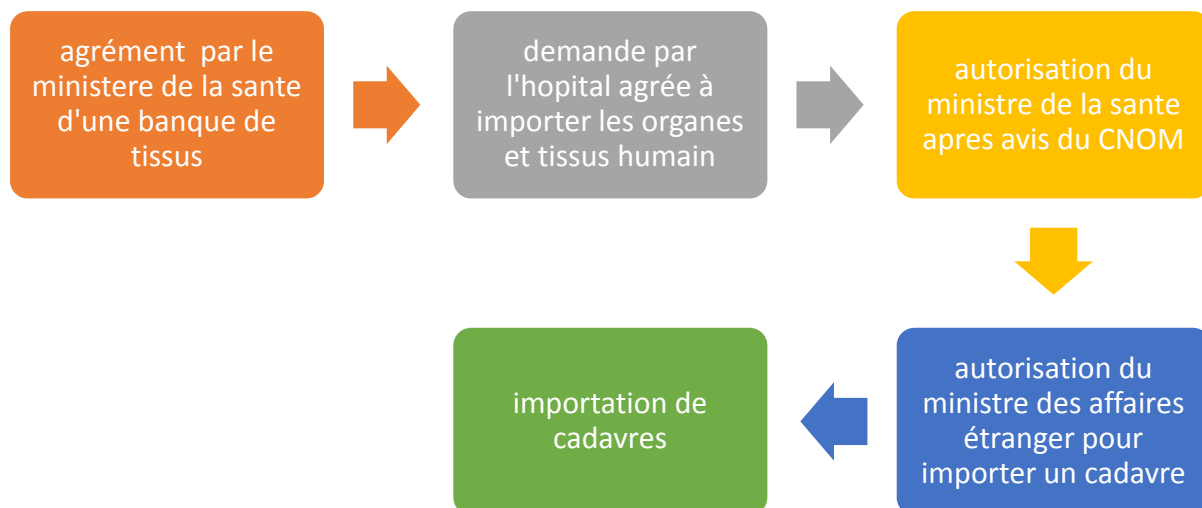 agrément  par le
ministere de la sante
d'une banque de
tissus
demande par
l'hopital agrée à
importer les organes
et tissus humain
autorisation du
ministre de la sante
apres avis du CNOM
autorisation du
ministre des affaires
étranger pour
importer un cadavre
importation de
cadavres